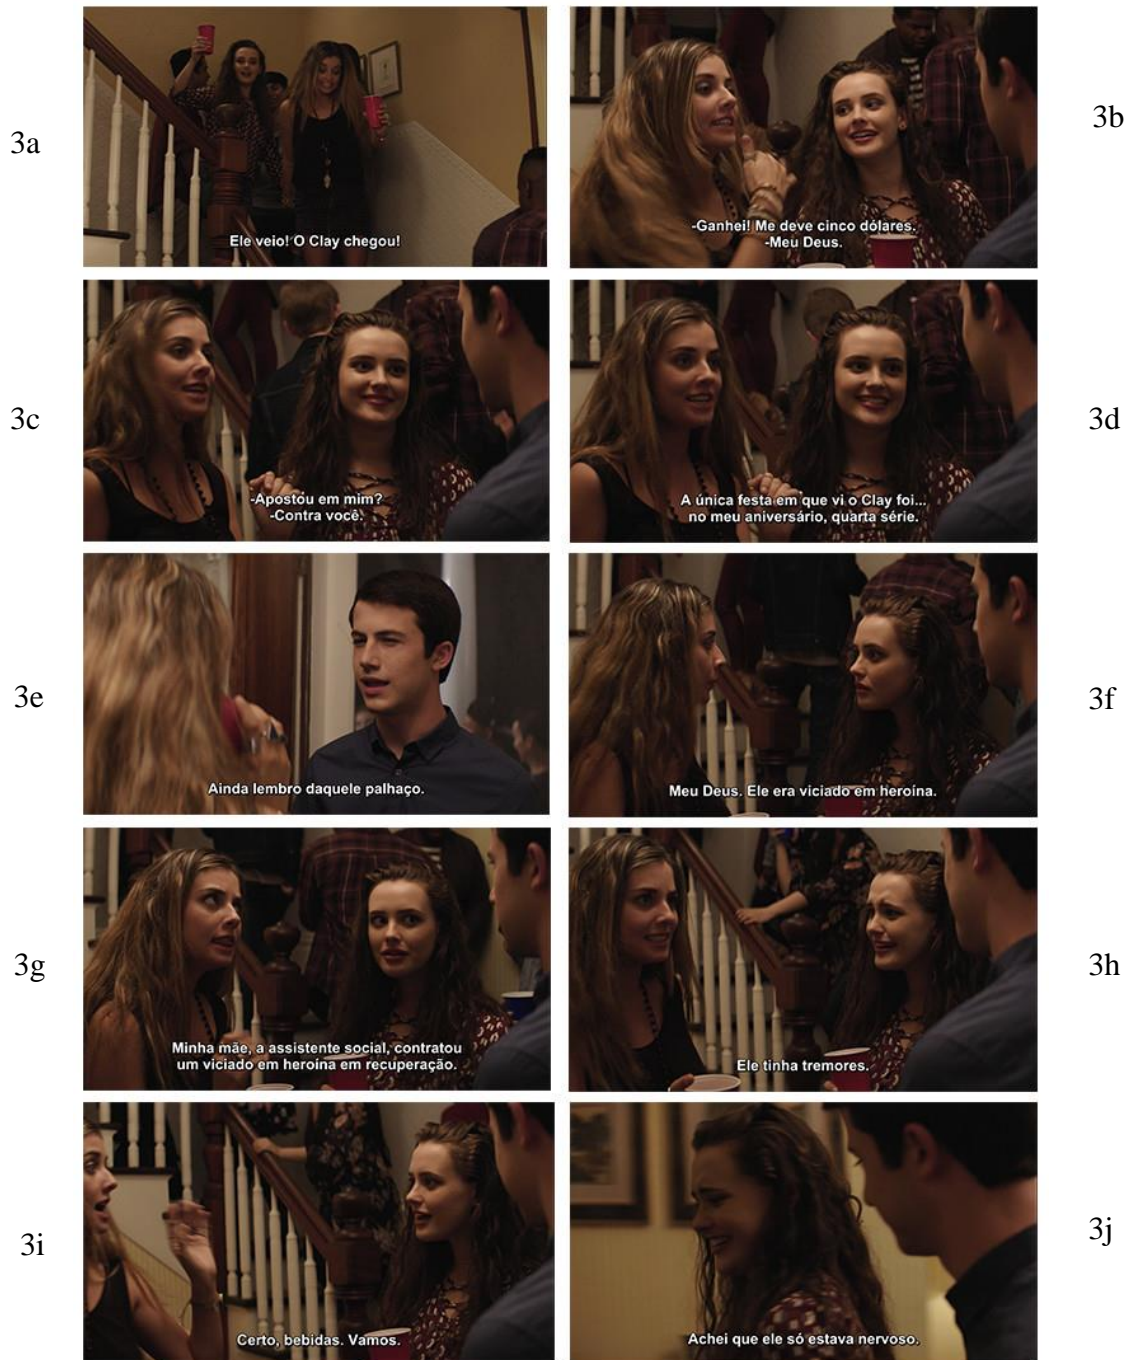 3a
Ele veio! O Clay chegou!
3b
-Ganhei! Me deve cinco dólares.
-Meu Deus.
3c
-Apostou em mim?
-Contra você.
3d
A única festa em que vi o Clay foi...
no meu aniversário, quarta série.
3e
Ainda lembro daquele palhaço.
3f
Meu Deus. Ele era viciado em heroína.
3g
Minha mãe, a assistente social, contratou
um viciado em heroína em recuperação.
3h
Ele tinha tremores.
3i
Certo, bebidas. Vamos.
3j
Achei que ele só estava nervoso.